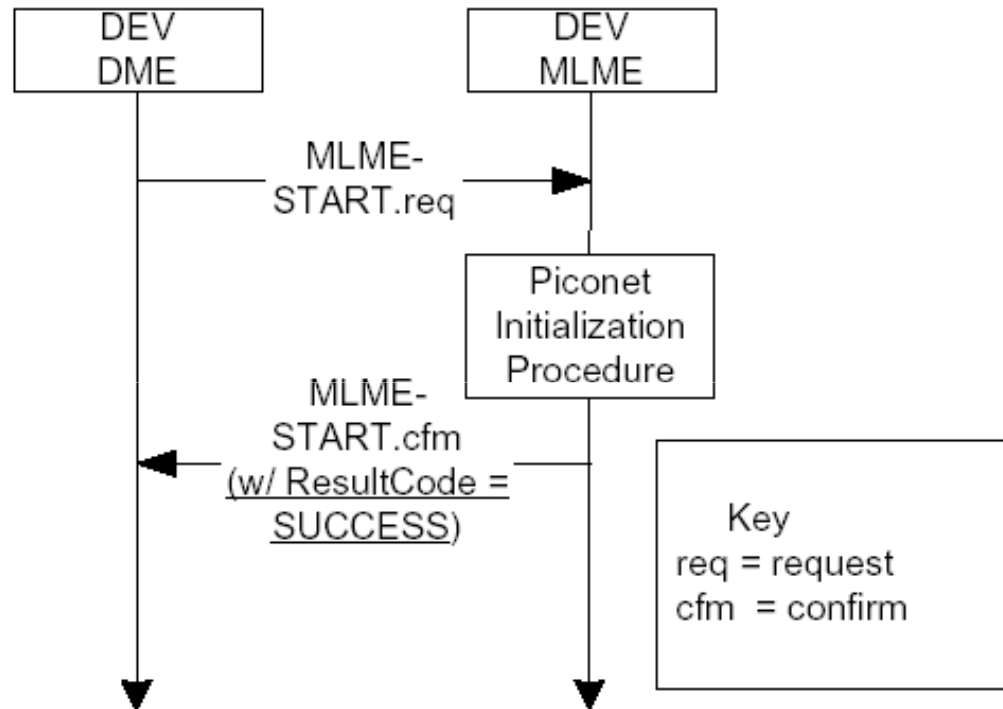 DEV
DME
DEV
MLME
MLME-
START.req
Piconet
Initialization
Procedure
MLME-
START.cfm
(w/ ResultCode =
SUCCESS)
Key
req = request
cfm = confirm